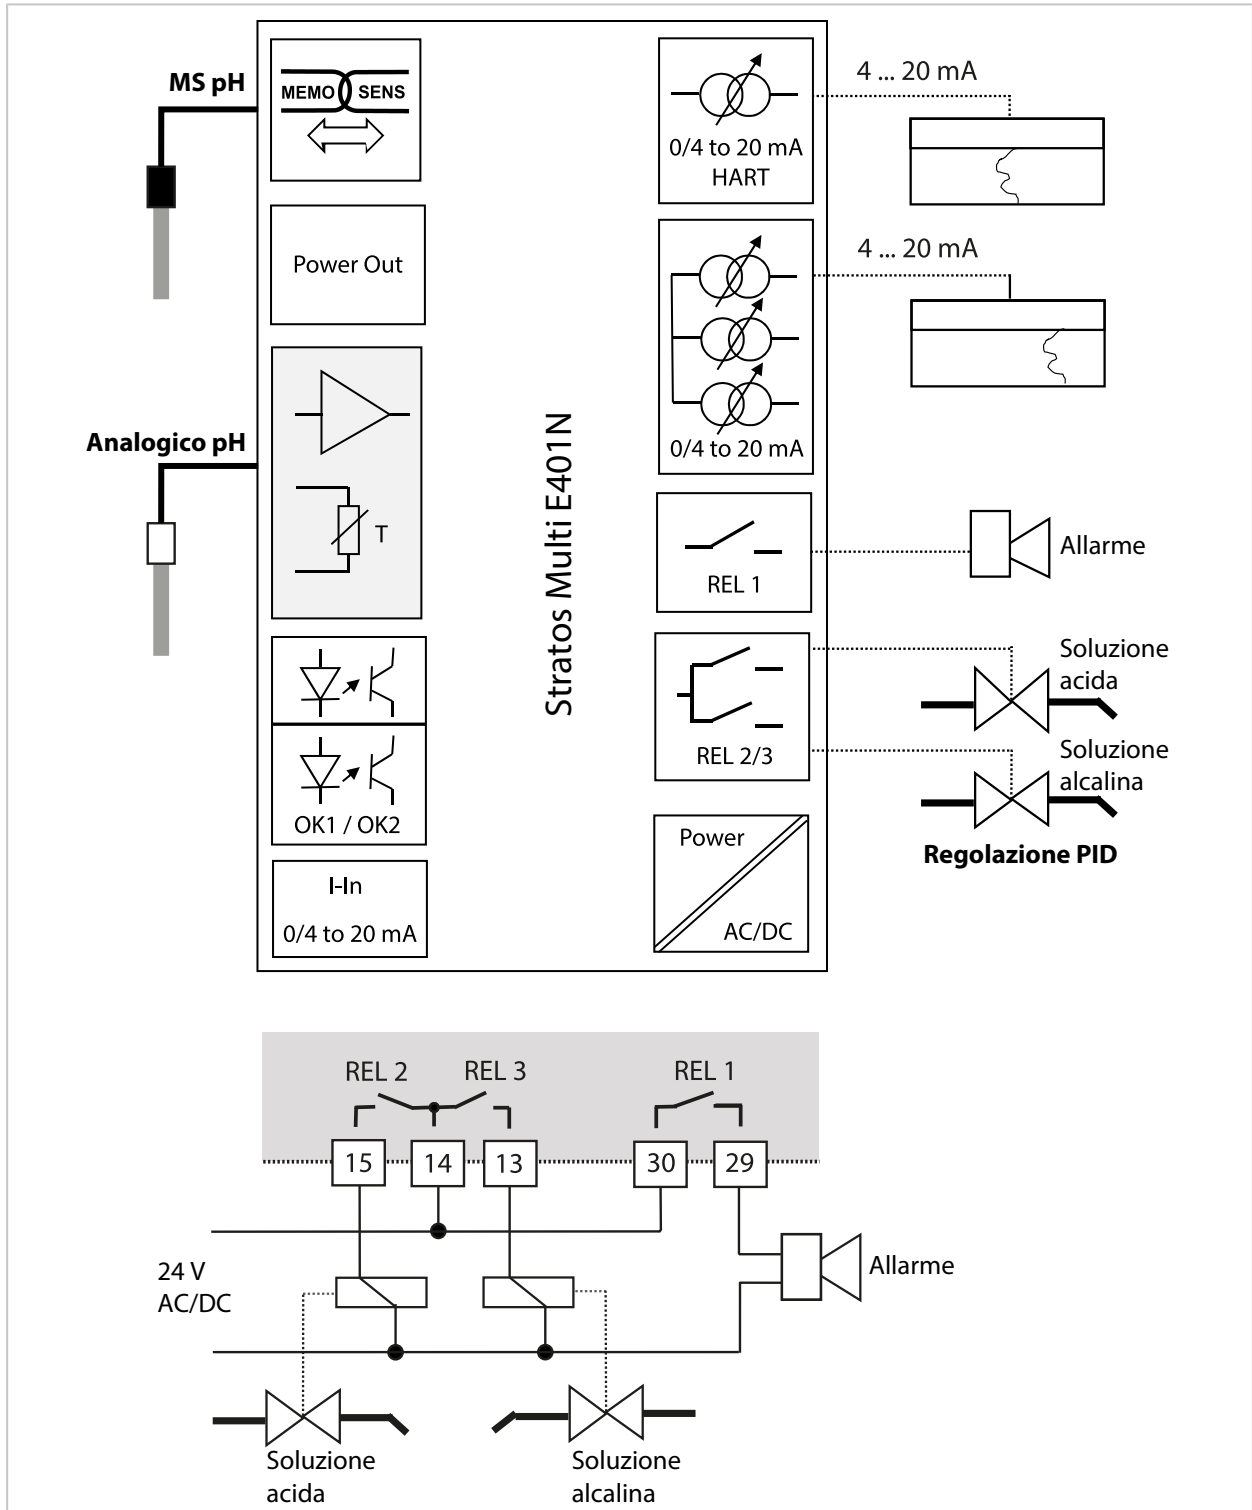 MS pH
MEMO SENS
Power Out
Analogico pH
T
OK1 / OK2
I-In
0/4 to 20 mA
Stratos Multi E401N
0/4 to 20 mA
HART
4 ... 20 mA
0/4 to 20 mA
4 ... 20 mA
REL 1
Allarme
REL 2/3
Soluzione
acida
Soluzione
alcalina
Regolazione PID
Power
AC/DC
REL 2
REL 3
REL 1
15
14
13
30
29
24 V
AC/DC
Allarme
Soluzione
acida
Soluzione
alcalina